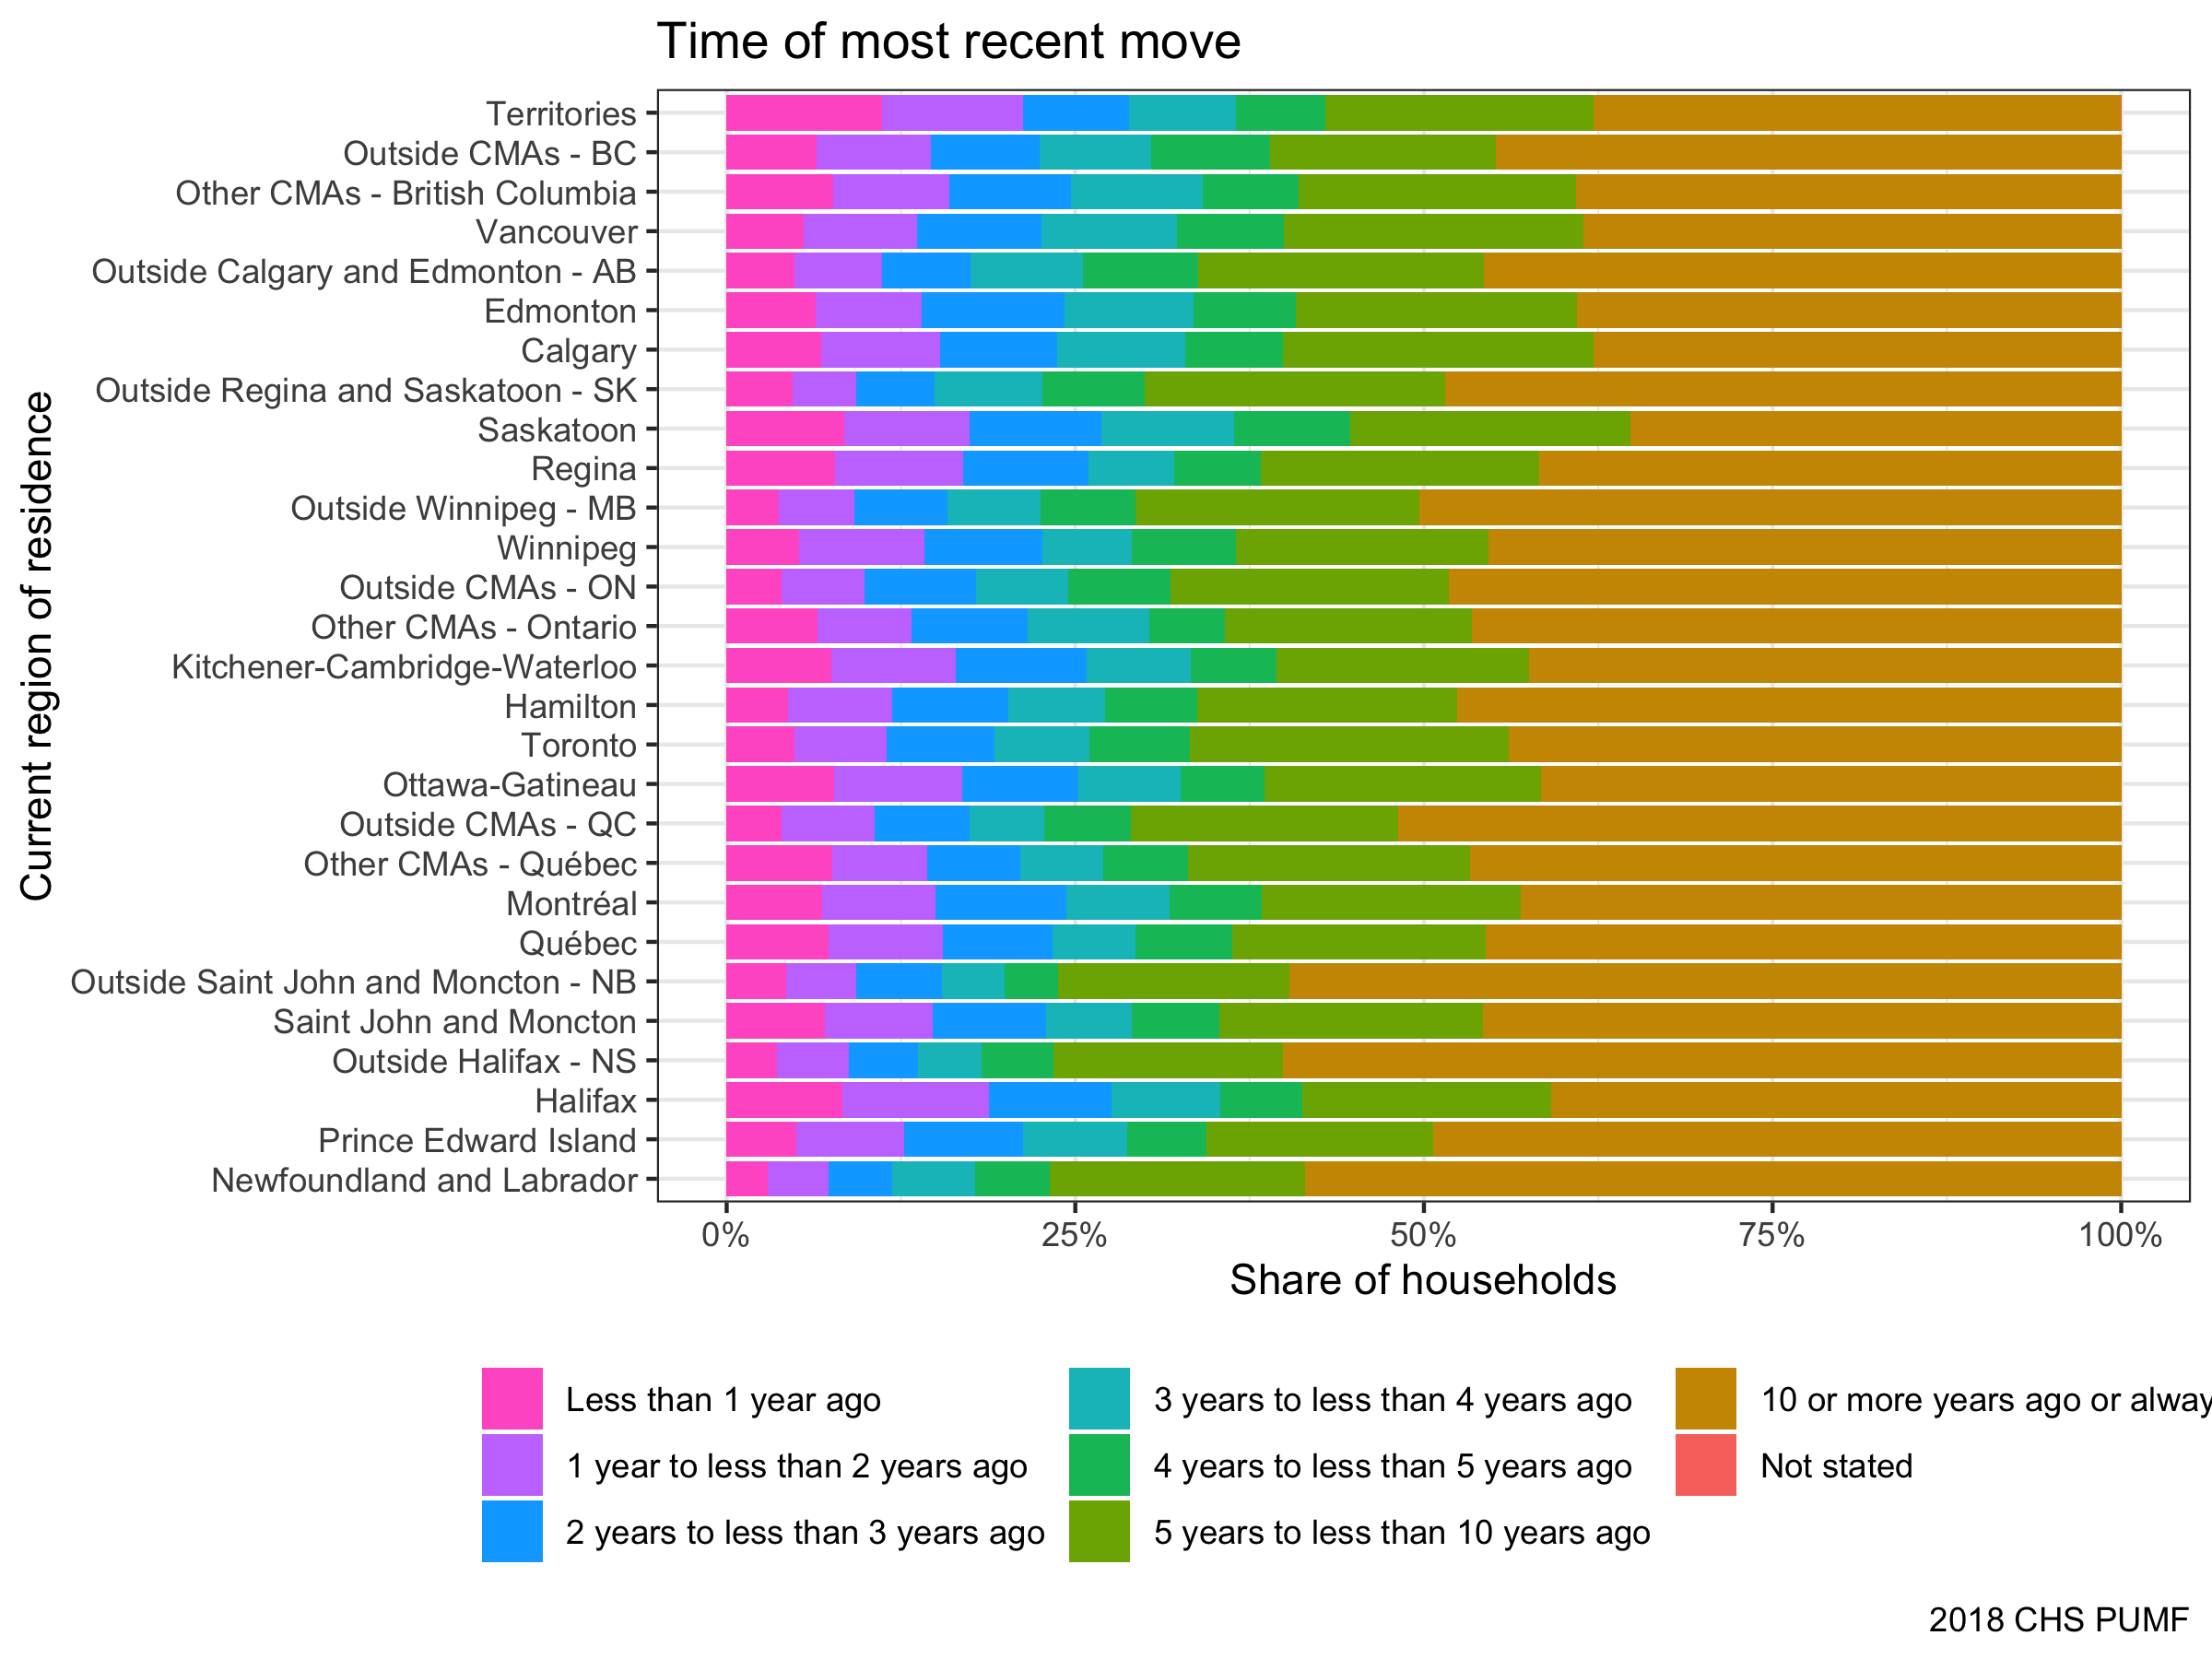 Time of most recent move
Current region of residence
Territories
Outside CMAs - BC
Other CMAs - British Columbia
Vancouver
Outside Calgary and Edmonton - AB
Edmonton
Calgary
Outside Regina and Saskatoon - SK
Saskatoon
Regina
Outside Winnipeg - MB
Winnipeg
Outside CMAs - ON
Other CMAs - Ontario
Kitchener-Cambridge-Waterloo
Hamilton
Toronto
Ottawa-Gatineau
Outside CMAs - QC
Other CMAs - Québec
Montréal
Québec
Outside Saint John and Moncton - NB
Saint John and Moncton
Outside Halifax - NS
Halifax
Prince Edward Island
Newfoundland and Labrador
0% 25% 50% 75% 100%
Share of households
Less than 1 year ago
1 year to less than 2 years ago
2 years to less than 3 years ago
3 years to less than 4 years ago
4 years to less than 5 years ago
5 years to less than 10 years ago
10 or more years ago or alway
Not stated
2018 CHS PUMF